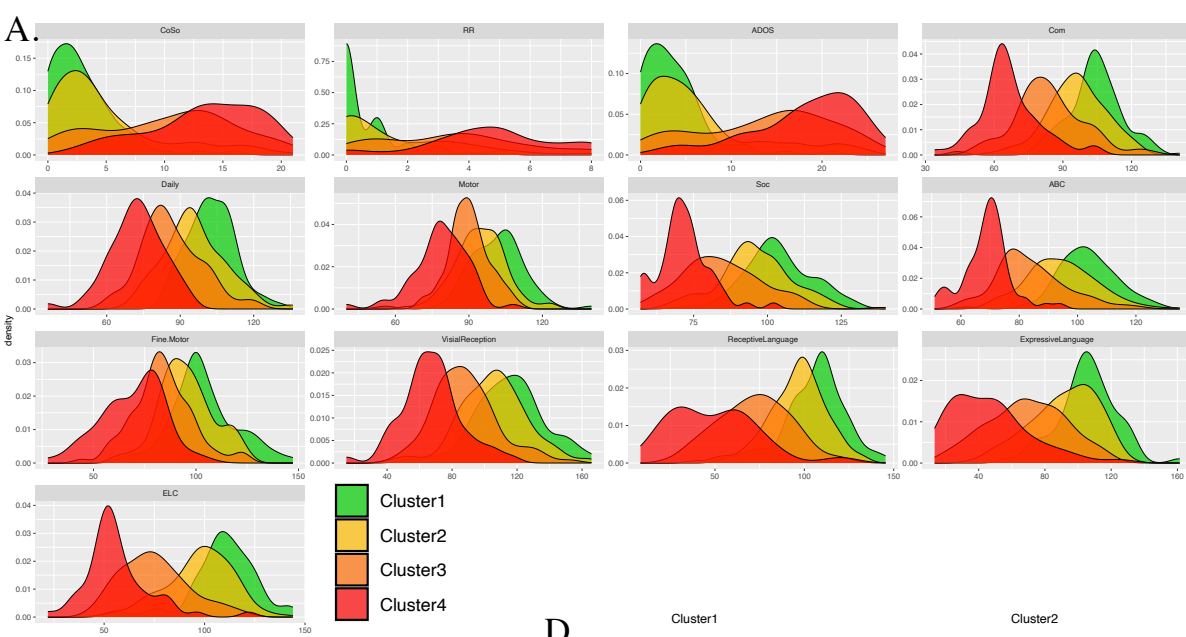 A.
CoSo RR ADOS Com
0.15 0.10 0.05 0.00 0 5 10 15 20
0.75 0.50 0.25 0.00 0 2 4 6 8
0.10 0.05 0.00 0 10 20
0.04 0.03 0.02 0.01 0.00 30 60 90 120
Daily Motor Soc ABC
0.04 0.03 0.02 0.01 0.00 60 90 120
0.04 0.02 0.00 60 90 120
0.06 0.04 0.02 0.00 75 100 125
0.06 0.04 0.02 0.00 60 80 100 120
density
Fine.Motor VisialReception ReceptiveLanguage ExpressiveLanguage
0.03 0.02 0.01 0.00 50 100 150
0.025 0.020 0.015 0.010 0.005 0.000 40 80 120 160
0.03 0.02 0.01 0.00 50 100 150
0.02 0.01 0.00 40 80 120 160
ELC
0.04 0.03 0.02 0.01 0.00 50 100 150
Cluster1
Cluster2
Cluster3
Cluster4
D
Cluster1 Cluster2